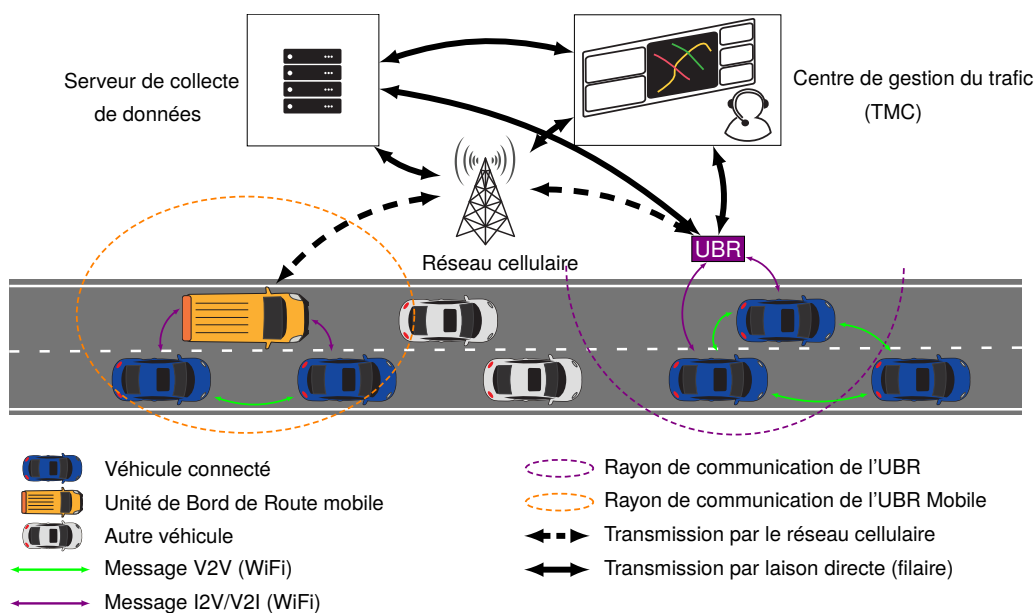 Serveur de collecte
de données
Centre de gestion du trafic
(TMC)
UBR
Réseau cellulaire
Véhicule connecté
Unité de Bord de Route mobile
Autre véhicule
Message V2V (WiFi)
Message I2V/V2I (WiFi)
Rayon de communication de l'UBR
Rayon de communication de l'UBR Mobile
Transmission par le réseau cellulaire
Transmission par laison directe (filaire)